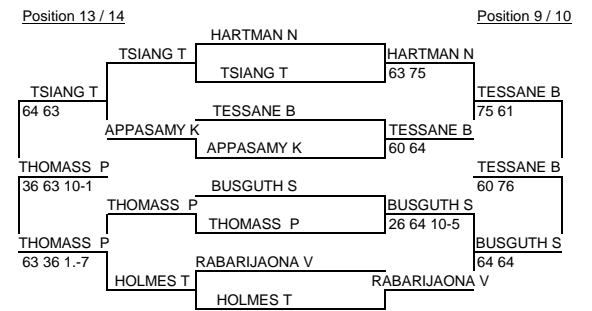 Position 13 / 14 Position 9 / 10
HARTMAN N
TSIANG T HARTMAN N
TSIANG T 63 75
TSIANG T TESSANE B
64 63 75 61
TESSANE B
APPASAMY K TESSANE B
APPASAMY K 60 64
THOMASS P TESSANE B
36 63 10-1 60 76
BUSGUTH S
THOMASS P BUSGUTH S
THOMASS P 26 64 10-5
THOMASS P BUSGUTH S
63 36 1.-7 64 64
RABARIJAONA V
HOLMES T RABARIJAONA V
HOLMES T